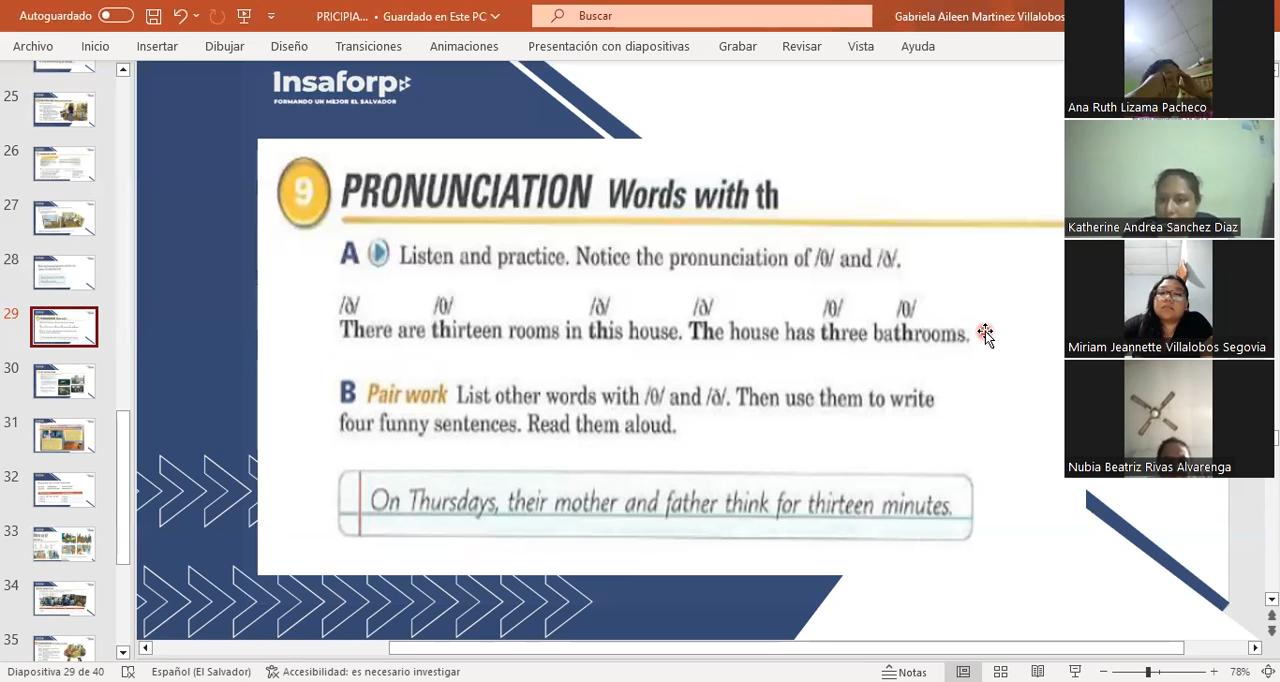 Autoguardado
PRICIPIA... • Guardado en Este PC
Buscar
Gabriela Aileen Martinez Villalobos
Archivo Inicio Insertar Dibujar Diseño Transiciones Animaciones Presentación con diapositivas Grabar Revisar Vista Ayuda
25
26
27
28
29
30
31
32
33
34
35
Insaforp
FORMANDO UN MEJOR EL SALVADOR
9 PRONUNCIATION Words with th
A Listen and practice. Notice the pronunciation of /θ/ and /ð/.
/ð/ /θ/ /ð/ /ð/ /θ/ /θ/
There are thirteen rooms in this house. The house has three bathrooms.
B Pair work List other words with /θ/ and /ð/. Then use them to write
four funny sentences. Read them aloud.
On Thursdays, their mother and father think for thirteen minutes.
Ana Ruth Lizama Pacheco
Katherine Andrea Sanchez Diaz
Miriam Jeannette Villalobos Segovia
Nubia Beatriz Rivas Alvarenga
Diapositiva 29 de 40 Español (El Salvador) Accesibilidad: es necesario investigar Notas 78%